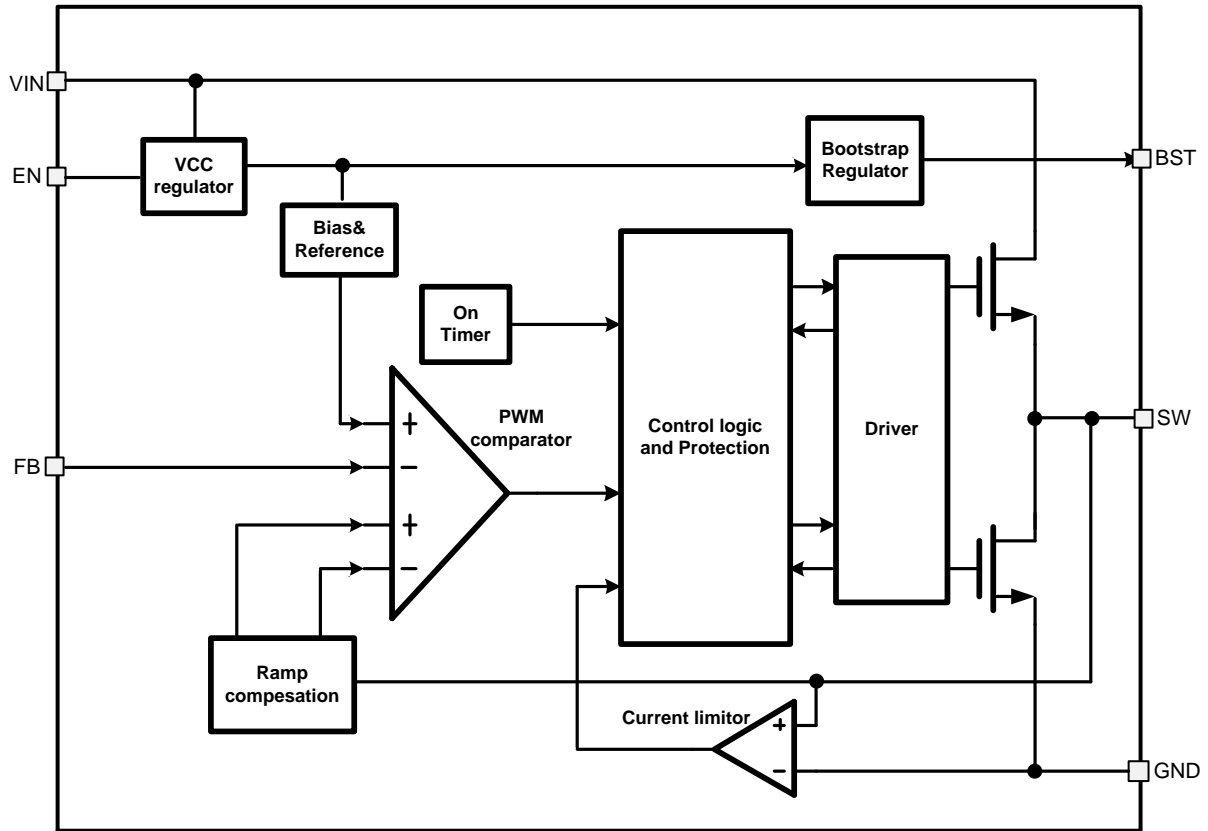 VIN
EN
VCC
regulator
Bootstrap
Regulator
BST
Bias&
Reference
On
Timer
PWM
comparator
+
−
+
−
FB
Control logic
and Protection
Driver
SW
Ramp
compesation
Current limitor
+
−
GND